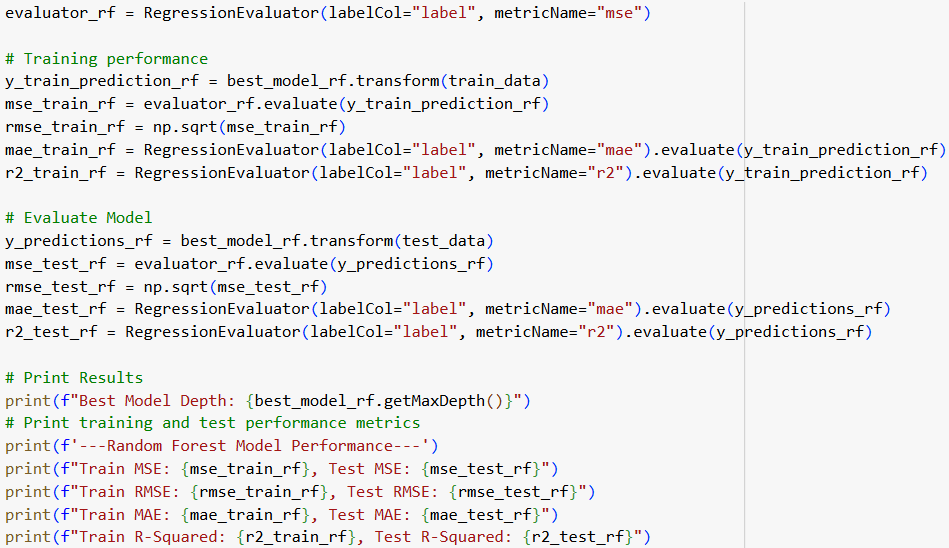 evaluator_rf = RegressionEvaluator(labelCol="label", metricName="mse")
# Training performance
y_train_prediction_rf = best_model_rf.transform(train_data)
mse_train_rf = evaluator_rf.evaluate(y_train_prediction_rf)
rmse_train_rf = np.sqrt(mse_train_rf)
mae_train_rf = RegressionEvaluator(labelCol="label", metricName="mae").evaluate(y_train_prediction_rf)
r2_train_rf = RegressionEvaluator(labelCol="label", metricName="r2").evaluate(y_train_prediction_rf)
# Evaluate Model
y_predictions_rf = best_model_rf.transform(test_data)
mse_test_rf = evaluator_rf.evaluate(y_predictions_rf)
rmse_test_rf = np.sqrt(mse_test_rf)
mae_test_rf = RegressionEvaluator(labelCol="label", metricName="mae").evaluate(y_predictions_rf)
r2_test_rf = RegressionEvaluator(labelCol="label", metricName="r2").evaluate(y_predictions_rf)
# Print Results
print(f"Best Model Depth: {best_model_rf.getMaxDepth()}")
# Print training and test performance metrics
print(f'---Random Forest Model Performance---')
print(f"Train MSE: {mse_train_rf}, Test MSE: {mse_test_rf}")
print(f"Train RMSE: {rmse_train_rf}, Test RMSE: {rmse_test_rf}")
print(f"Train MAE: {mae_train_rf}, Test MAE: {mae_test_rf}")
print(f"Train R-Squared: {r2_train_rf}, Test R-Squared: {r2_test_rf}")